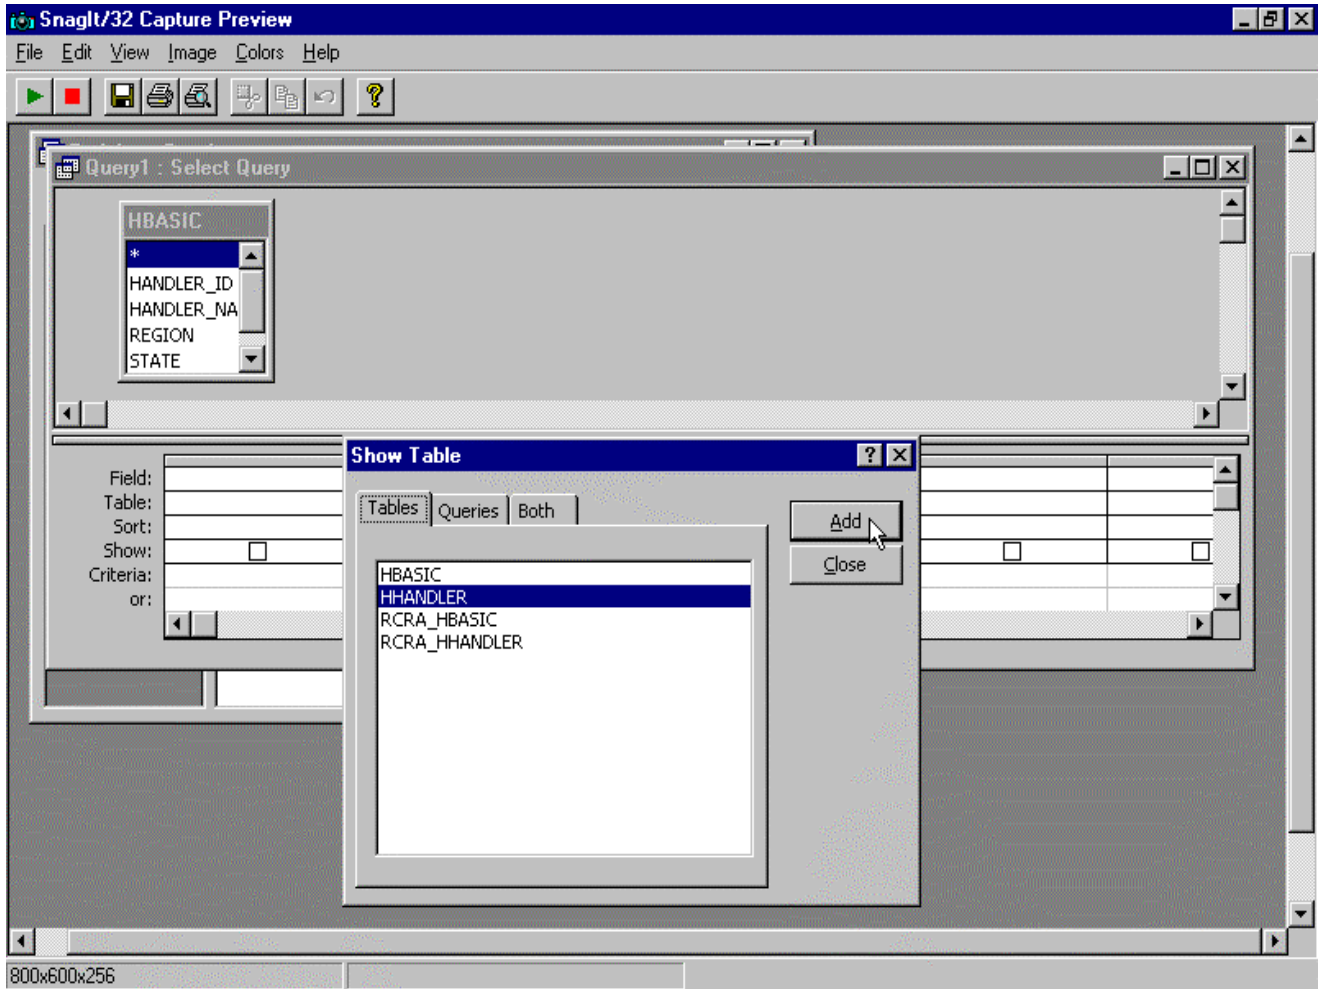 SnagIt/32 Capture Preview
File Edit View Image Colors Help
Query1 : Select Query
HBASIC
*
HANDLER_ID
HANDLER_NA
REGION
STATE
Show Table
Field:
Table:
Sort:
Show:
Criteria:
or:
Tables Queries Both
Add
Close
HBASIC
HHANDLER
RCRA_HBASIC
RCRA_HHANDLER
800x600x256